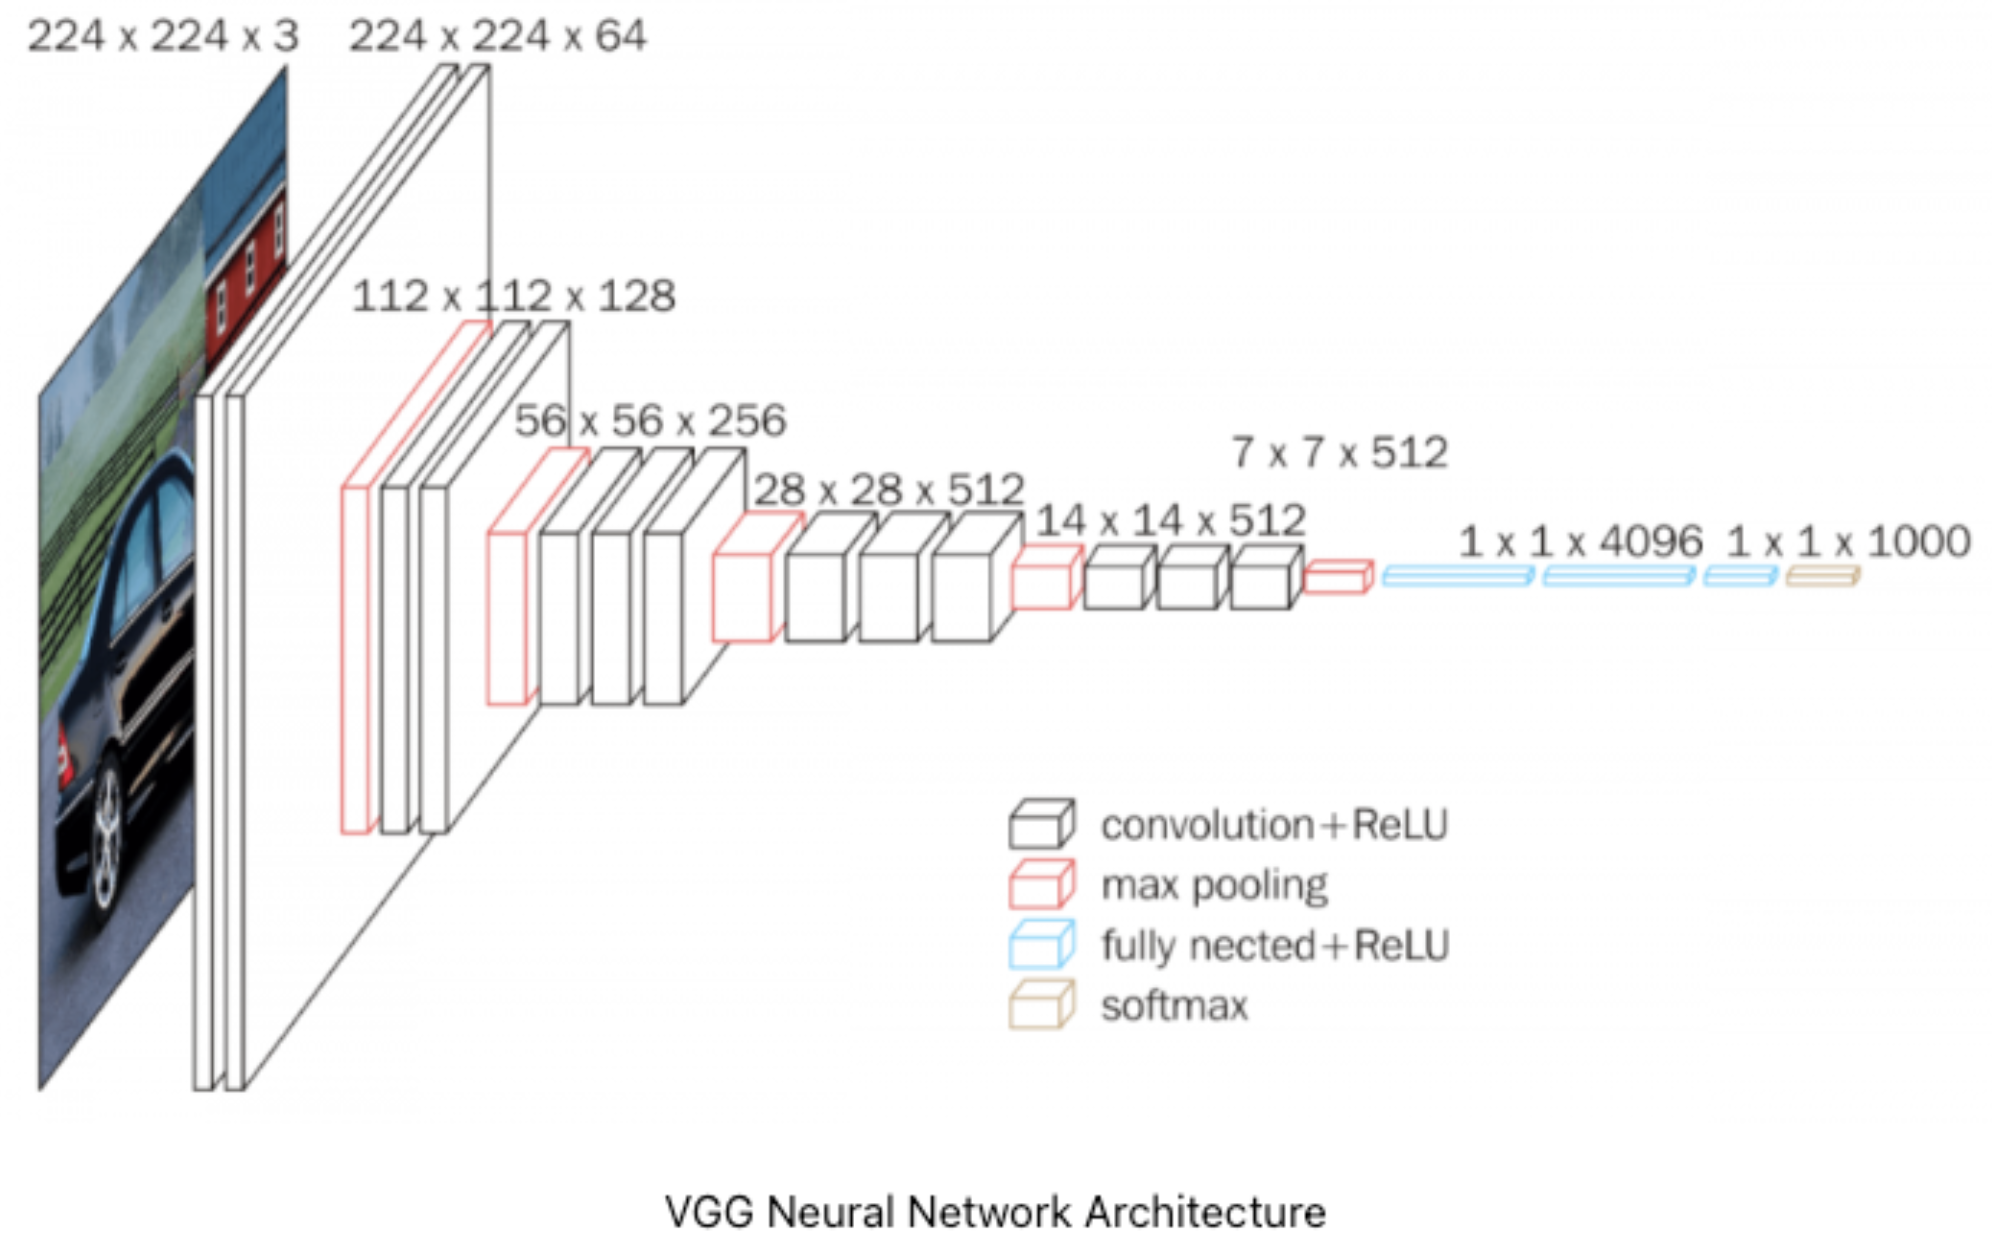 224 x 224 x 3
224 x 224 x 64
112 x 112 x 128
56 x 56 x 256
28 x 28 x 512
14 x 14 x 512
7 x 7 x 512
1 x 1 x 4096
1 x 1 x 1000
convolution+ReLU
max pooling
fully nected+ReLU
softmax
VGG Neural Network Architecture